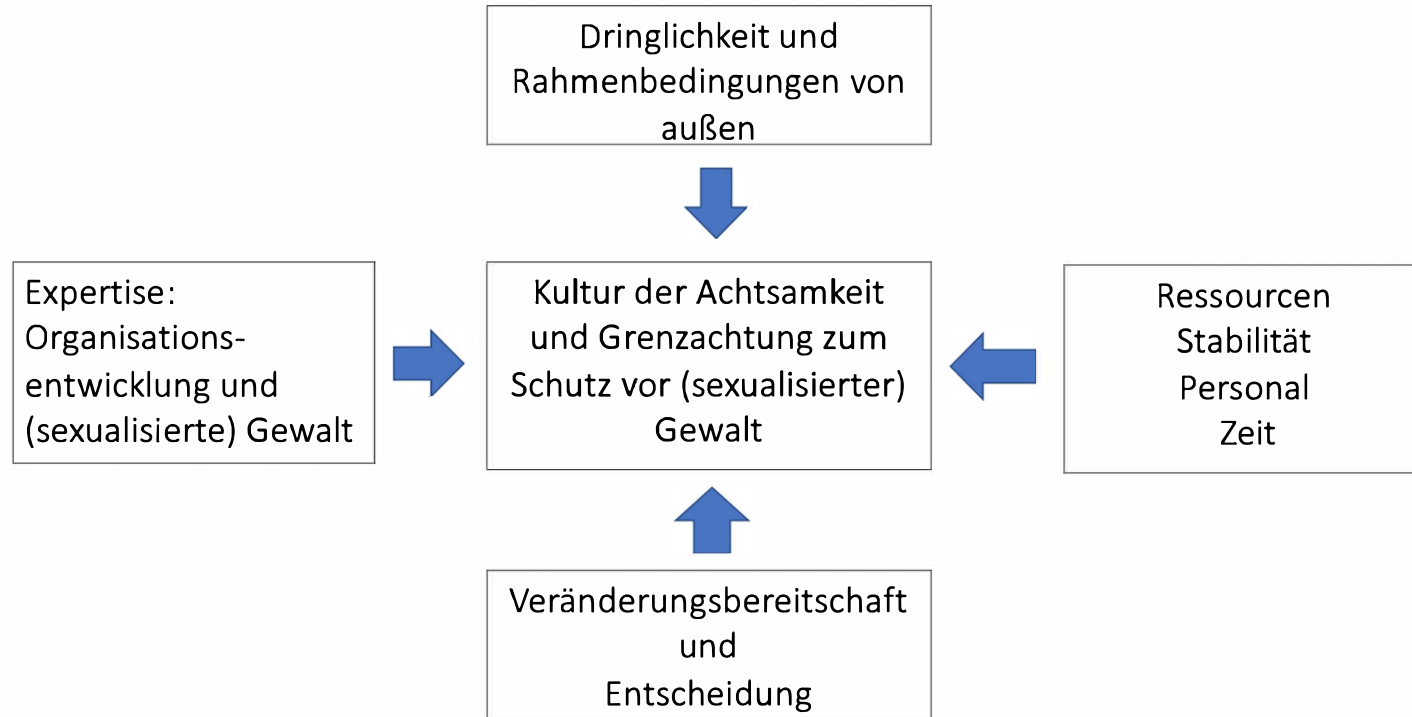 Dringlichkeit und
Rahmenbedingungen von
außen
Expertise:
Organisations-
entwicklung und
(sexualisierte) Gewalt
Kultur der Achtsamkeit
und Grenzachtung zum
Schutz vor (sexualisierter)
Gewalt
Ressourcen
Stabilität
Personal
Zeit
Veränderungsbereitschaft
und
Entscheidung